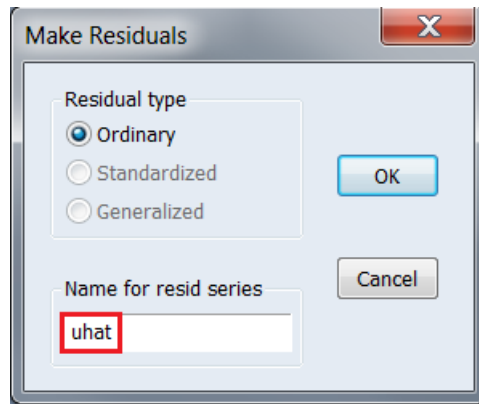 Make Residuals
X
Residual type
Ordinary
Standardized
Generalized
OK
Name for resid series
uhat
Cancel